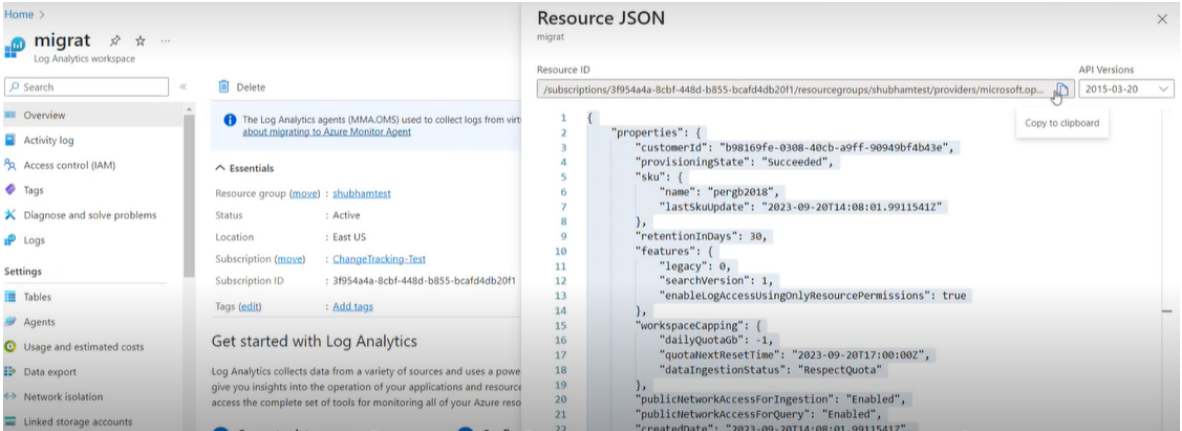 Home >
migrat
Log Analytics workspace
Search
Overview
Activity log
Access control (IAM)
Tags
Diagnose and solve problems
Logs
Settings
Tables
Agents
Usage and estimated costs
Data export
Network isolation
Linked storage accounts
Delete
The Log Analytics agents (MMA,OMS) used to collect logs from virt
about migrating to Azure Monitor Agent
Essentials
Resource group (move) : shubhamtest
Status : Active
Location : East US
Subscription (move) : ChangeTracking-Test
Subscription ID : 3f954a4a-8cbf-448d-b855-bcafd4db20f1
Tags (edit) : Add tags
Get started with Log Analytics
Log Analytics collects data from a variety of sources and uses a powe
give you insights into the operation of your applications and resource
access the complete set of tools for monitoring all of your Azure reso
Resource JSON
migrat
Resource ID
/subscriptions/3f954a4a-8cbf-448d-b855-bcafd4db20f1/resourcegroups/shubhamtest/providers/microsoft.op...
API Versions
2015-03-20
Copy to clipboard
1 {
2 "properties": {
3 "customerId": "b98169fe-0308-40cb-a9ff-90949bf4b43e",
4 "provisioningState": "Succeeded",
5 "sku": {
6 "name": "pergb2018",
7 "lastSkuUpdate": "2023-09-20T14:08:01.9911541Z"
8 },
9 "retentionInDays": 30,
10 "features": {
11 "legacy": 0,
12 "searchVersion": 1,
13 "enableLogAccessUsingOnlyResourcePermissions": true
14 },
15 "workspaceCapping": {
16 "dailyQuotaGb": -1,
17 "quotaNextResetTime": "2023-09-20T17:00:00Z",
18 "dataIngestionStatus": "RespectQuota"
19 },
20 "publicNetworkAccessForIngestion": "Enabled",
21 "publicNetworkAccessForQuery": "Enabled",
22 "createdDate": "2023-09-20T14:08:01.9911541Z",